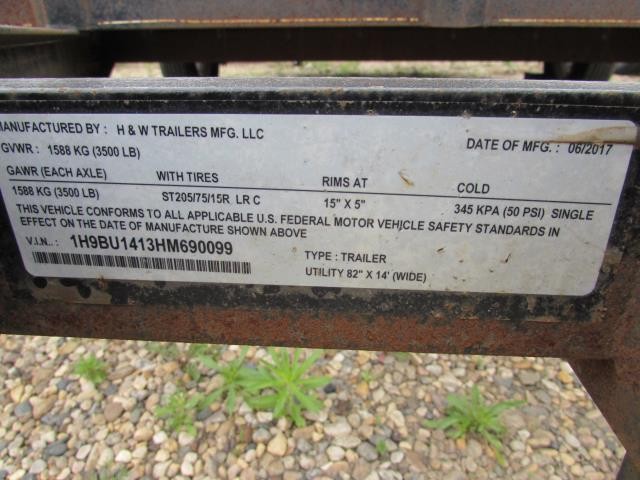 MANUFACTURED BY : H & W TRAILERS MFG. LLC
GVWR : 1588 KG (3500 LB) DATE OF MFG. : 06/2017
GAWR (EACH AXLE) WITH TIRES RIMS AT COLD
1588 KG (3500 LB) ST205/75/15R LR C 15" X 5" 345 KPA (50 PSI) SINGLE
THIS VEHICLE CONFORMS TO ALL APPLICABLE U.S. FEDERAL MOTOR VEHICLE SAFETY STANDARDS IN
EFFECT ON THE DATE OF MANUFACTURE SHOWN ABOVE
V.I.N.. : 1H9BU1413HM690099 TYPE : TRAILER
UTILITY 82" X 14' (WIDE)